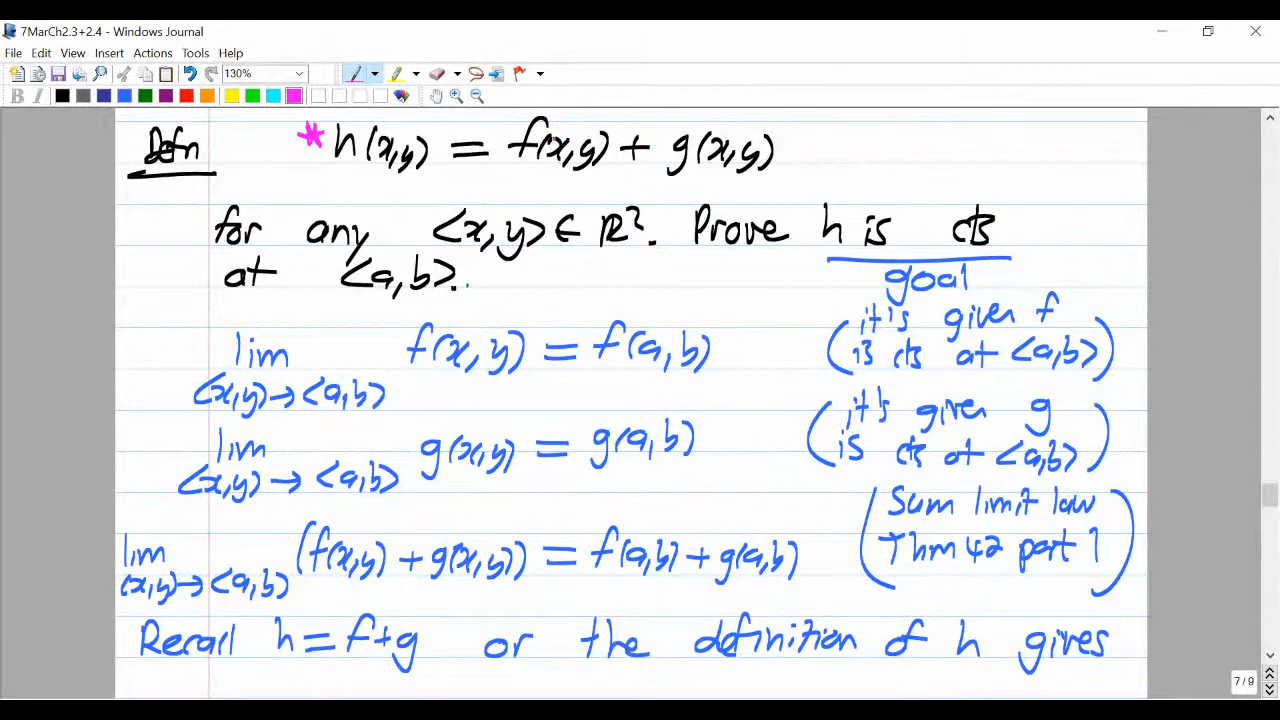 7MarCh2.3+2.4 - Windows Journal
File Edit View Insert Actions Tools Help
130%
B I
Defn * h(x,y) = f(x,y) + g(x,y)
for any <x,y> ∈ ℝ². Prove h is cts
at <a,b>. goal
lim f(x,y) = f(a,b) (it's given f
<x,y>→<a,b> is cts at <a,b>)
lim g(x,y) = g(a,b) (it's given g
<x,y>→<a,b> is cts at <a,b>)
lim (f(x,y) + g(x,y)) = f(a,b) + g(a,b) (Sum limit law
<x,y>→<a,b> Thm 42 part 1)
Recall h = f+g or the definition of h gives
7 / 9